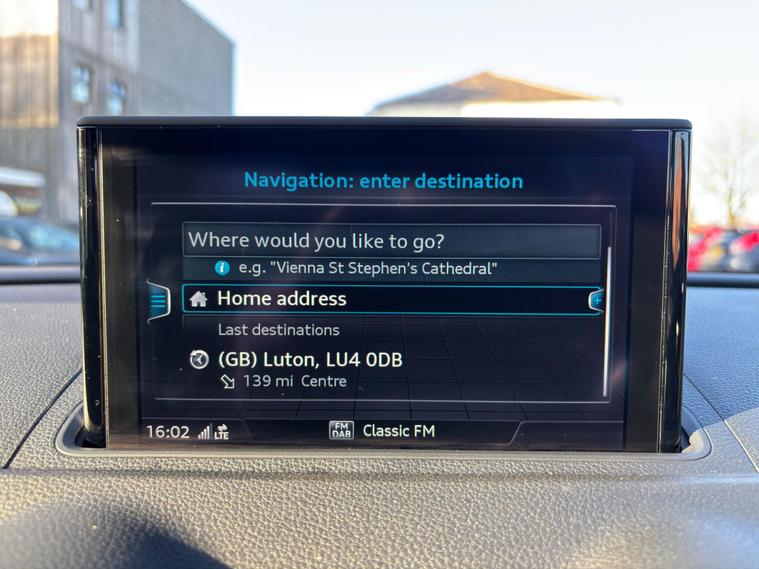 Navigation: enter destination
Where would you like to go?
i e.g. "Vienna St Stephen's Cathedral"
Home address
Last destinations
(GB) Luton, LU4 0DB
139 mi Centre
16:02 LTE FM DAB Classic FM